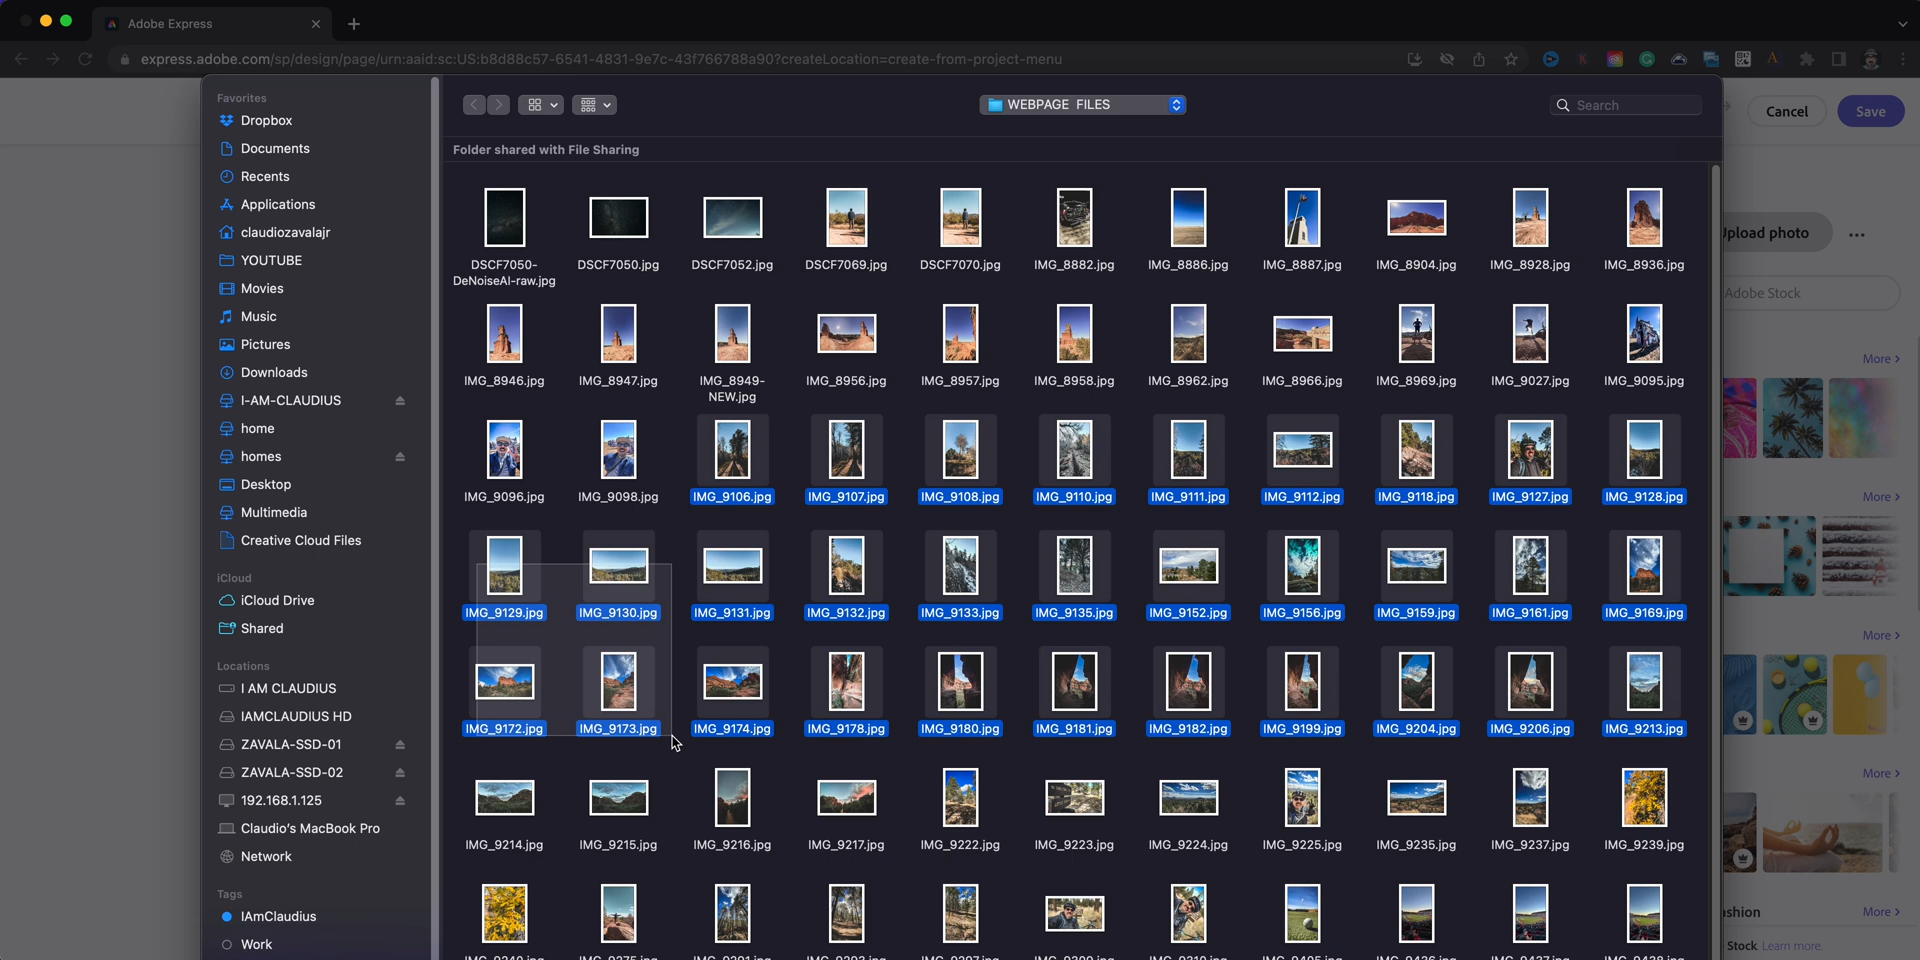 Adobe Express
express.adobe.com/sp/design/page/urn:aaid:sc:US:b8d88c57-6541-4831-9e7c-43f766788a90?createLocation=create-from-project-menu
Favorites
Dropbox
Documents
Recents
Applications
claudiozavalajr
YOUTUBE
Movies
Music
Pictures
Downloads
I-AM-CLAUDIUS
home
homes
Desktop
Multimedia
Creative Cloud Files
iCloud
iCloud Drive
Shared
Locations
I AM CLAUDIUS
IAMCLAUDIUS HD
ZAVALA-SSD-01
ZAVALA-SSD-02
192.168.1.125
Claudio's MacBook Pro
Network
Tags
IAmClaudius
Work
WEBPAGE FILES
Search
Folder shared with File Sharing
DSCF7050-DeNoiseAI-raw.jpg DSCF7050.jpg DSCF7052.jpg DSCF7069.jpg DSCF7070.jpg IMG_8882.jpg IMG_8886.jpg IMG_8887.jpg IMG_8904.jpg IMG_8928.jpg IMG_8936.jpg
IMG_8946.jpg IMG_8947.jpg IMG_8949-NEW.jpg IMG_8956.jpg IMG_8957.jpg IMG_8958.jpg IMG_8962.jpg IMG_8966.jpg IMG_8969.jpg IMG_9027.jpg IMG_9095.jpg
IMG_9096.jpg IMG_9098.jpg IMG_9106.jpg IMG_9107.jpg IMG_9108.jpg IMG_9110.jpg IMG_9111.jpg IMG_9112.jpg IMG_9118.jpg IMG_9127.jpg IMG_9128.jpg
IMG_9129.jpg IMG_9130.jpg IMG_9131.jpg IMG_9132.jpg IMG_9133.jpg IMG_9135.jpg IMG_9152.jpg IMG_9156.jpg IMG_9159.jpg IMG_9161.jpg IMG_9169.jpg
IMG_9172.jpg IMG_9173.jpg IMG_9174.jpg IMG_9178.jpg IMG_9180.jpg IMG_9181.jpg IMG_9182.jpg IMG_9199.jpg IMG_9204.jpg IMG_9206.jpg IMG_9213.jpg
IMG_9214.jpg IMG_9215.jpg IMG_9216.jpg IMG_9217.jpg IMG_9222.jpg IMG_9223.jpg IMG_9224.jpg IMG_9225.jpg IMG_9235.jpg IMG_9237.jpg IMG_9239.jpg
Cancel
Save
Upload photo
Adobe Stock
More
More
More
More
More
Stock Learn more.